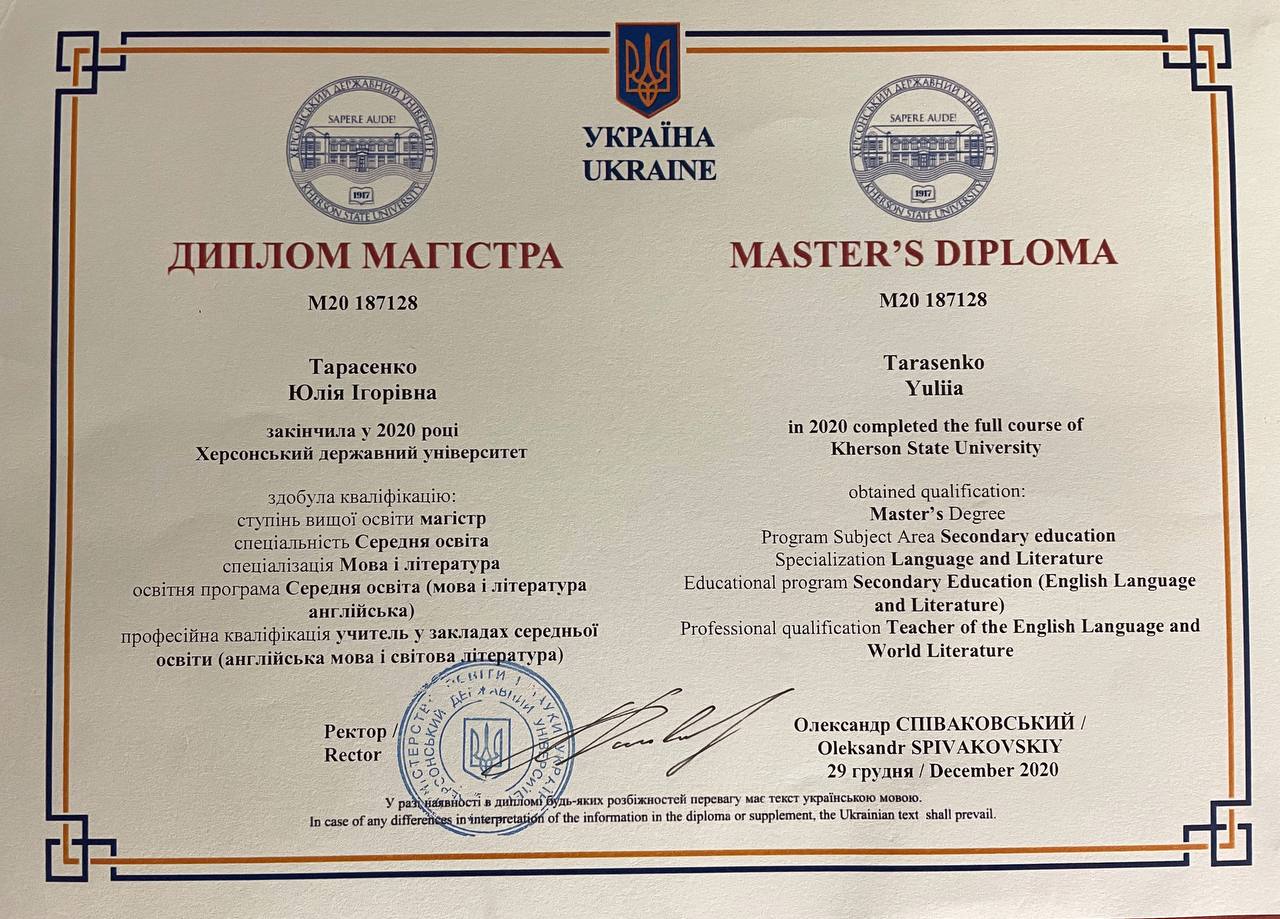 УКРАЇНА
UKRAINE
ХЕРСОНСЬКИЙ ДЕРЖАВНИЙ УНІВЕРСИТЕТ
SAPERE AUDE!
1917
KHERSON STATE UNIVERSITY
ДИПЛОМ МАГІСТРА
М20 187128
Тарасенко
Юлія Ігорівна
закінчила у 2020 році
Херсонський державний університет
здобула кваліфікацію:
ступінь вищої освіти магістр
спеціальність Середня освіта
спеціалізація Мова і література
освітня програма Середня освіта (мова і література
англійська)
професійна кваліфікація учитель у закладах середньої
освіти (англійська мова і світова література)
ХЕРСОНСЬКИЙ ДЕРЖАВНИЙ УНІВЕРСИТЕТ
SAPERE AUDE!
1917
KHERSON STATE UNIVERSITY
MASTER’S DIPLOMA
M20 187128
Tarasenko
Yuliia
in 2020 completed the full course of
Kherson State University
obtained qualification:
Master’s Degree
Program Subject Area Secondary education
Specialization Language and Literature
Educational program Secondary Education (English Language
and Literature)
Professional qualification Teacher of the English Language and
World Literature
Ректор /
Rector
Олександр СПІВАКОВСЬКИЙ /
Oleksandr SPIVAKOVSKIY
29 грудня / December 2020
У разі наявності в дипломі будь-яких розбіжностей перевагу має текст українською мовою.
In case of any differences in interpretation of the information in the diploma or supplement, the Ukrainian text shall prevail.